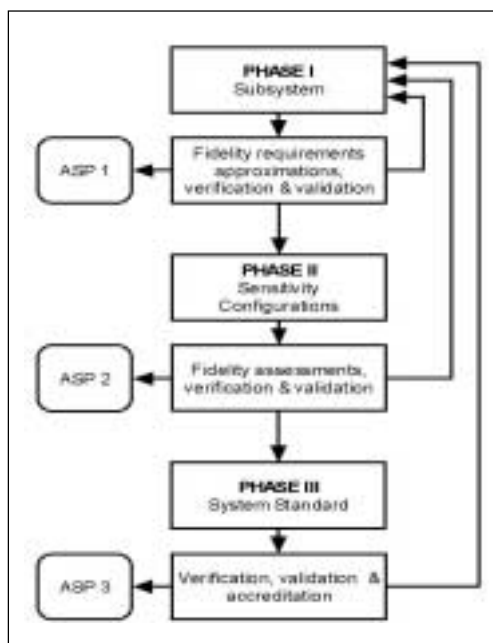 PHASE I
Subsystem
ASP 1
Fidelity requirements
approximations,
verification & validation
PHASE II
Sensitivity
Configurations
ASP 2
Fidelity assessments,
verification & validation
PHASE III
System Standard
ASP 3
Verification, validation &
accreditation